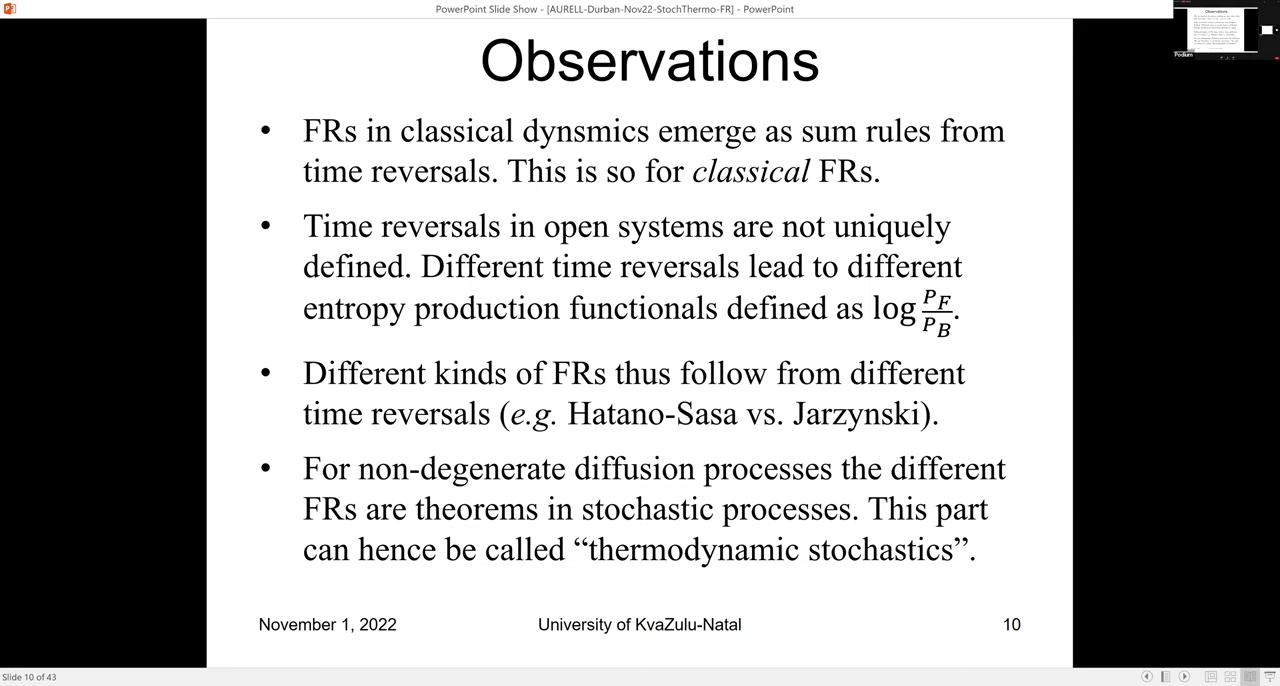 PowerPoint Slide Show - [AURELL-Durban-Nov22-StochThermo-FR] - PowerPoint
Observations
• FRs in classical dynsmics emerge as sum rules from
time reversals. This is so for classical FRs.
• Time reversals in open systems are not uniquely
defined. Different time reversals lead to different
entropy production functionals defined as log P_F/P_B.
• Different kinds of FRs thus follow from different
time reversals (e.g. Hatano-Sasa vs. Jarzynski).
• For non-degenerate diffusion processes the different
FRs are theorems in stochastic processes. This part
can hence be called “thermodynamic stochastics”.
November 1, 2022 University of KvaZulu-Natal 10
Slide 10 of 43
Observations
Podium